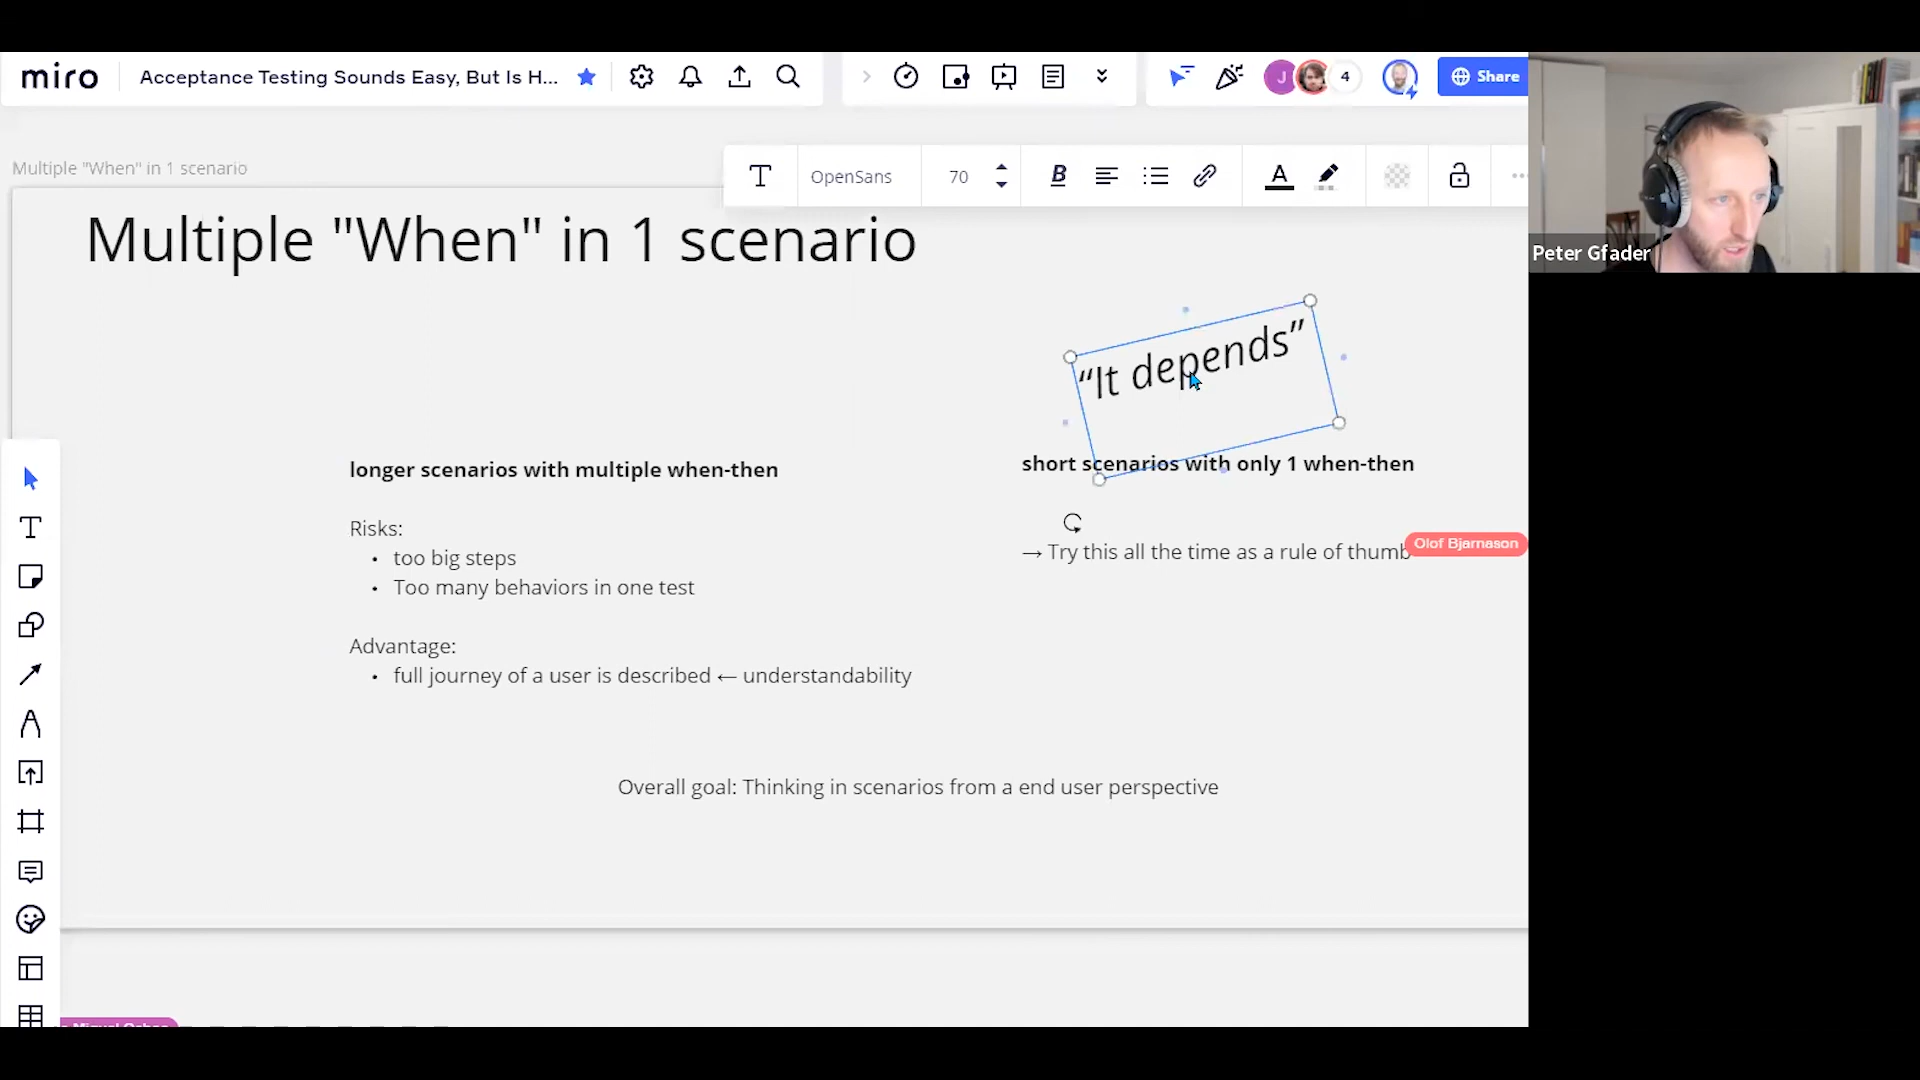 miro
Acceptance Testing Sounds Easy, But Is H...
J
4
Share
Multiple "When" in 1 scenario
OpenSans
70
B
A
Multiple "When" in 1 scenario
Peter Gfader
“It depends”
longer scenarios with multiple when-then
short scenarios with only 1 when-then
Risks:
• too big steps
• Too many behaviors in one test
→ Try this all the time as a rule of thumb
Olof Bjarnason
Advantage:
• full journey of a user is described ← understandability
Overall goal: Thinking in scenarios from a end user perspective